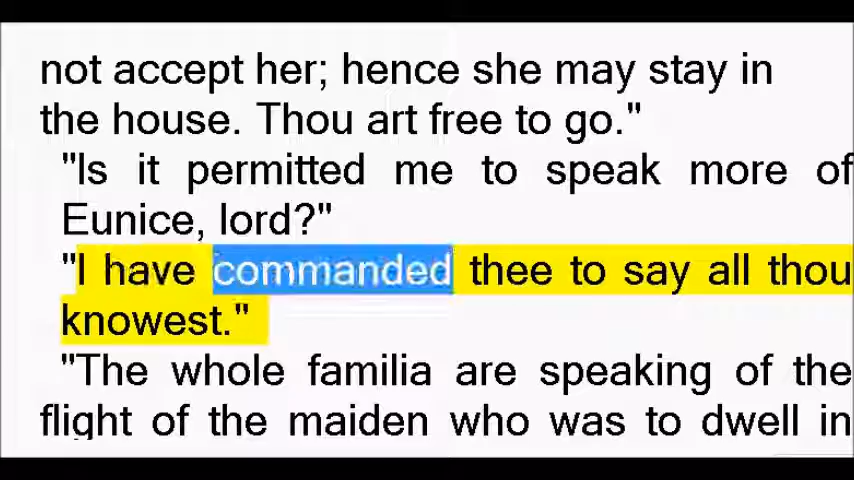 not accept her; hence she may stay in
the house. Thou art free to go."
"Is it permitted me to speak more of
Eunice, lord?"
"I have commanded thee to say all thou
knowest."
"The whole familia are speaking of the
flight of the maiden who was to dwell in